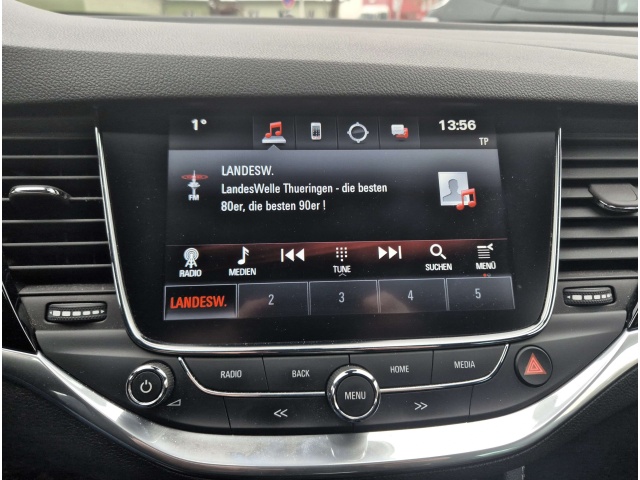 1°
13:56
TP
LANDESW.
LandesWelle Thueringen - die besten
80er, die besten 90er !
FM
RADIO
MEDIEN
TUNE
SUCHEN
MENÜ
LANDESW.
2
3
4
5
RADIO
BACK
HOME
MEDIA
MENU